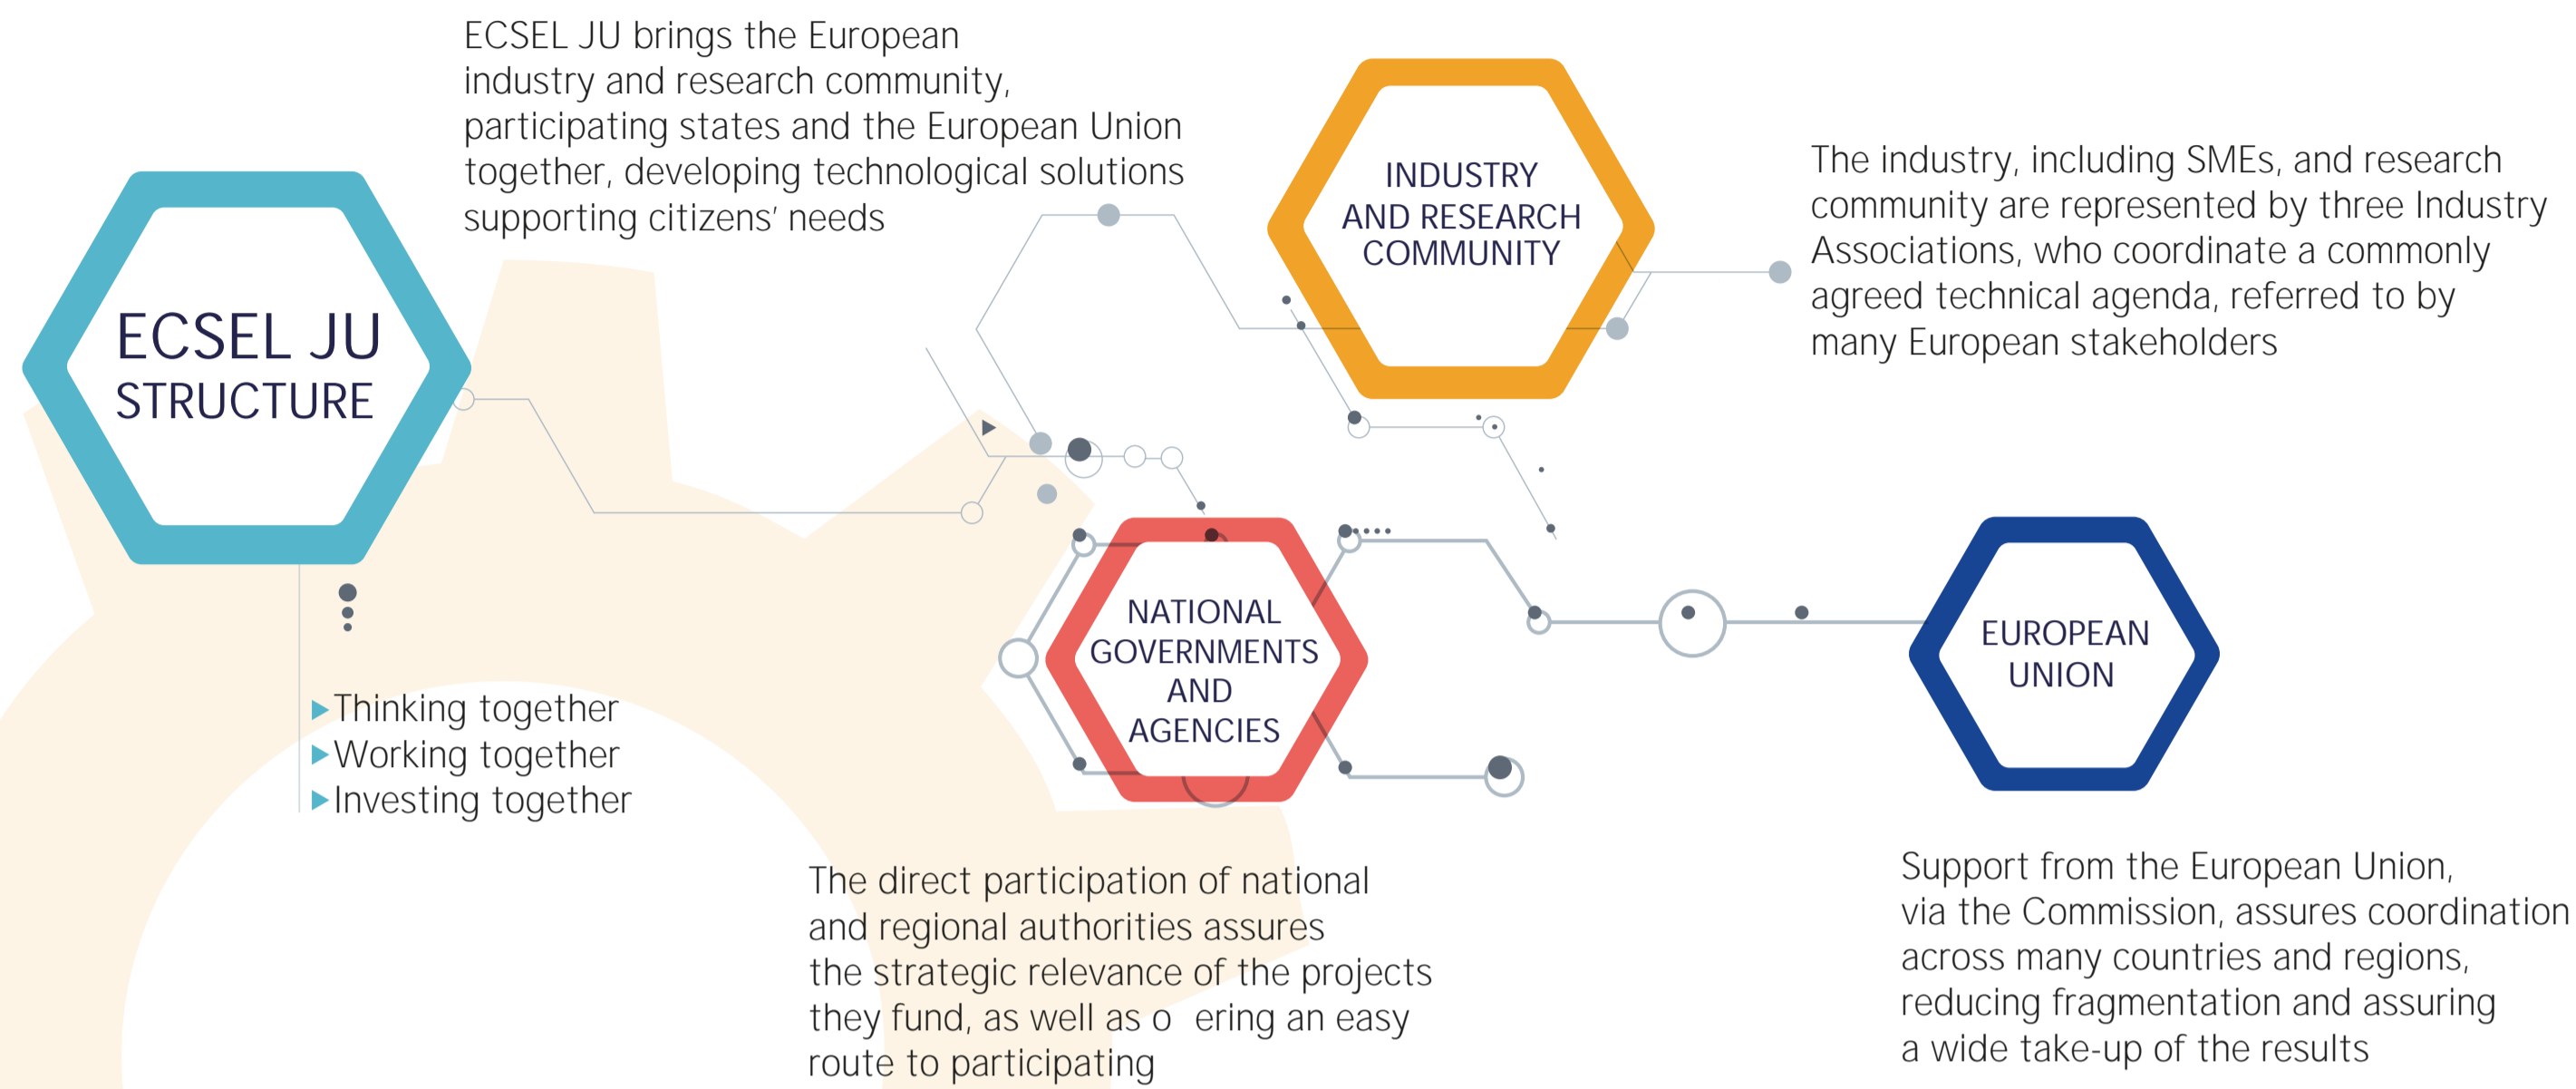 ECSEL JU brings the European
industry and research community,
participating states and the European Union
together, developing technological solutions
supporting citizens’ needs
ECSEL JU
STRUCTURE
▶Thinking together
▶Working together
▶Investing together
INDUSTRY
AND RESEARCH
COMMUNITY
The industry, including SMEs, and research
community are represented by three Industry
Associations, who coordinate a commonly
agreed technical agenda, referred to by
many European stakeholders
NATIONAL
GOVERNMENTS
AND
AGENCIES
The direct participation of national
and regional authorities assures
the strategic relevance of the projects
they fund, as well as o ering an easy
route to participating
EUROPEAN
UNION
Support from the European Union,
via the Commission, assures coordination
across many countries and regions,
reducing fragmentation and assuring
a wide take-up of the results